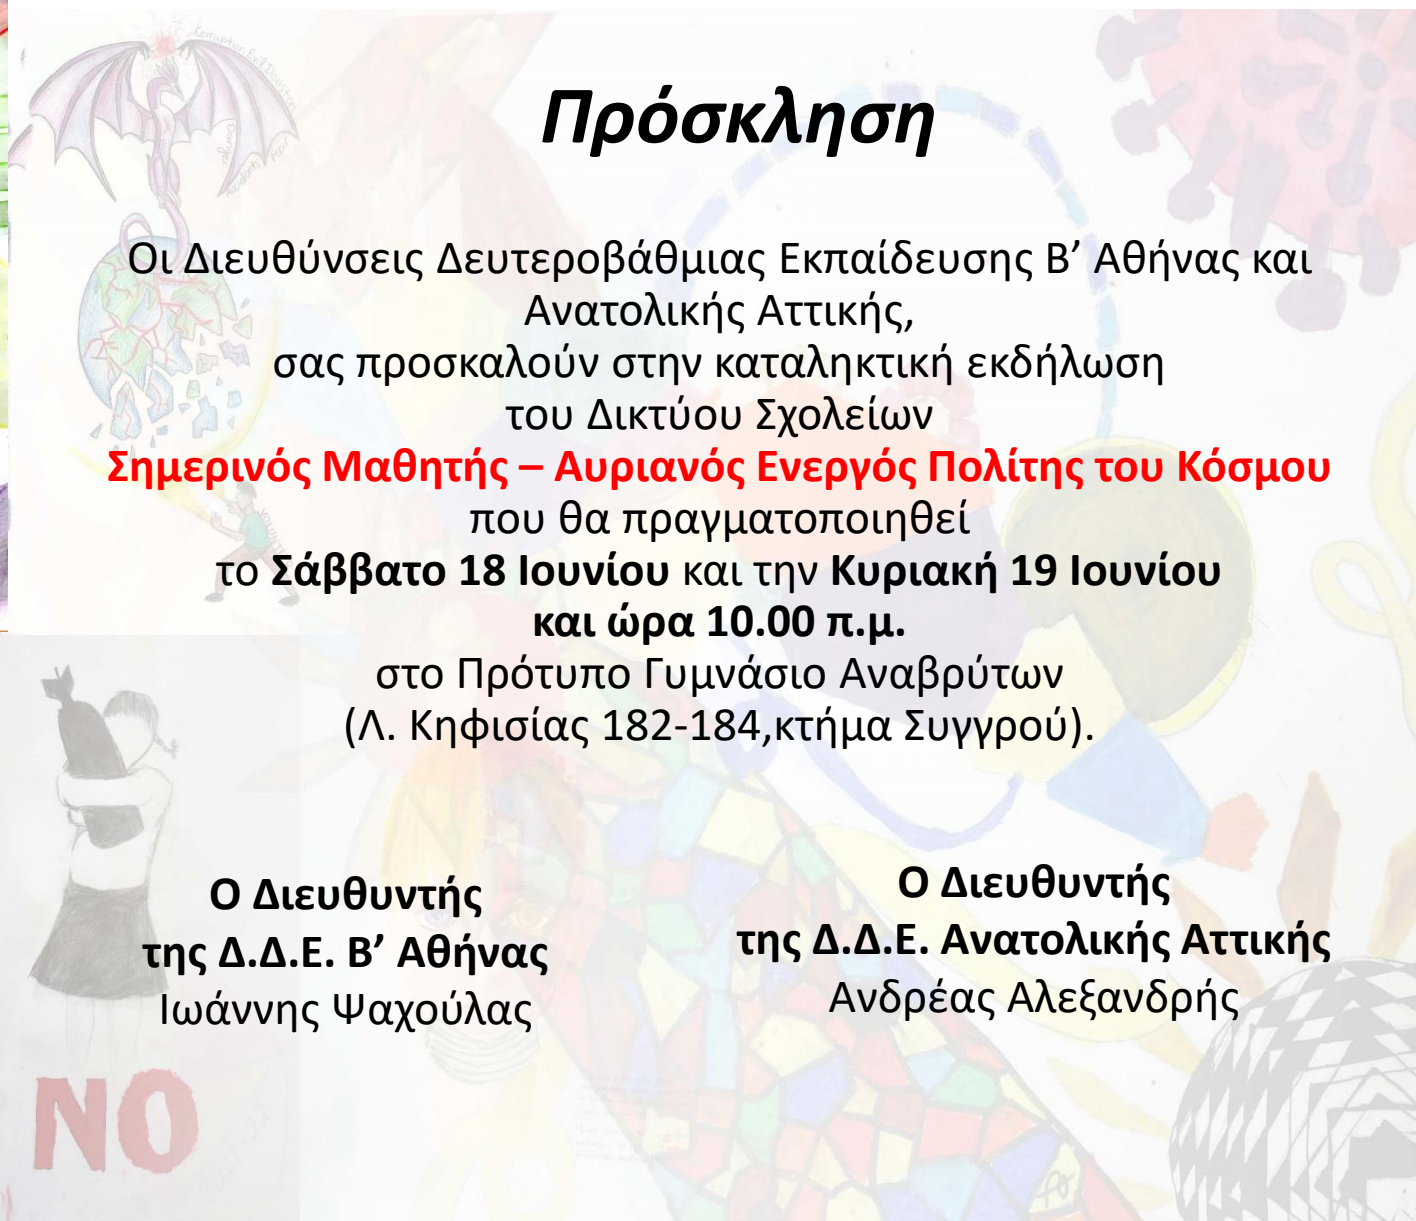 Corruption Evil Disaster
Πρόσκληση
Οι Διευθύνσεις Δευτεροβάθμιας Εκπαίδευσης Β’ Αθήνας και
Ανατολικής Αττικής,
σας προσκαλούν στην καταληκτική εκδήλωση
του Δικτύου Σχολείων
Σημερινός Μαθητής – Αυριανός Ενεργός Πολίτης του Κόσμου
που θα πραγματοποιηθεί
το Σάββατο 18 Ιουνίου και την Κυριακή 19 Ιουνίου
και ώρα 10.00 π.μ.
στο Πρότυπο Γυμνάσιο Αναβρύτων
(Λ. Κηφισίας 182-184,κτήμα Συγγρού).
Ο Διευθυντής
της Δ.Δ.Ε. Β’ Αθήνας
Ιωάννης Ψαχούλας
Ο Διευθυντής
της Δ.Δ.Ε. Ανατολικής Αττικής
Ανδρέας Αλεξανδρής
NO